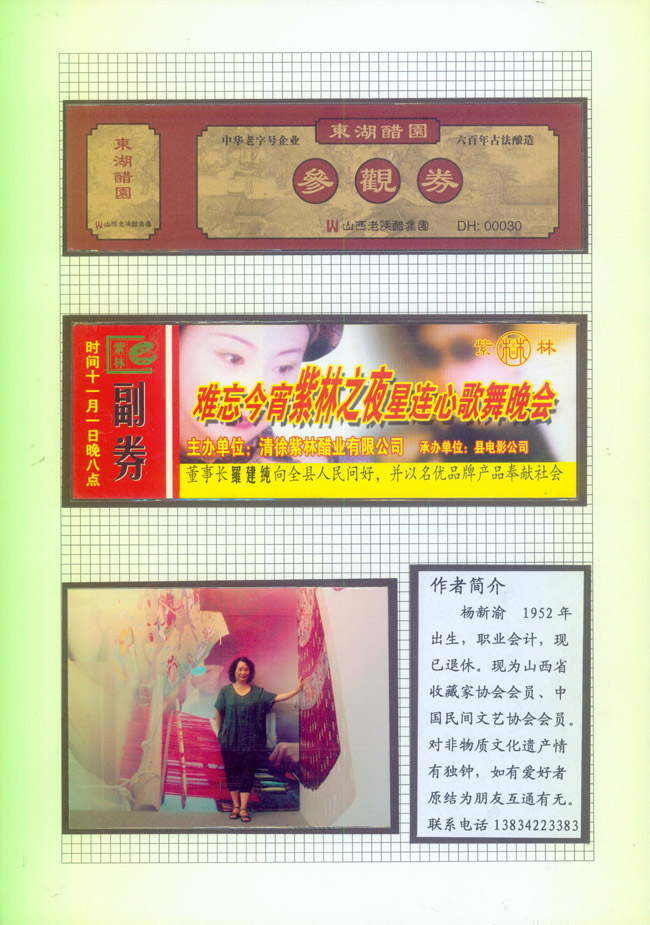 東湖醋園
山西老陳醋集團
中华老字号企业
東湖醋園
六百年古法酿造
參觀券
山西老陳醋集團
DH: 00030
时间十一月一日晚八点
紫林
副券
紫林
难忘今宵紫林之夜星连心歌舞晚会
主办单位：清徐紫林醋业有限公司 承办单位：县电影公司
董事长羅建纯向全县人民问好，并以名优品牌产品奉献社会
作者简介
杨新渝 1952年
出生，职业会计，现
已退休。现为山西省
收藏家协会会员、中
国民间文艺协会会员。
对非物质文化遗产情
有独钟，如有爱好者
原结为朋友互通有无。
联系电话 13834223383